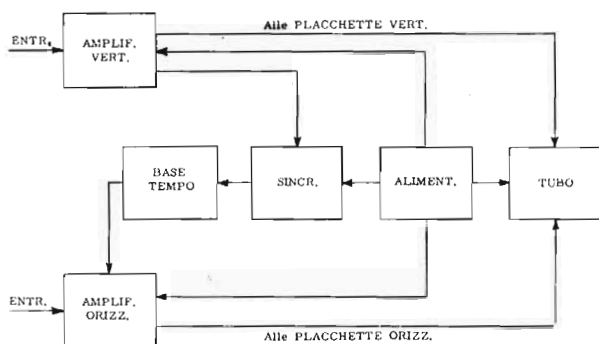 Alle PLACCHETTE VERT.
ENTR.
AMPLIF.
VERT.
BASE
TEMPO
SINCR.
ALIMENT.
TUBO
ENTR.
AMPLIF.
ORIZZ.
Alle PLACCHETTE ORIZZ.